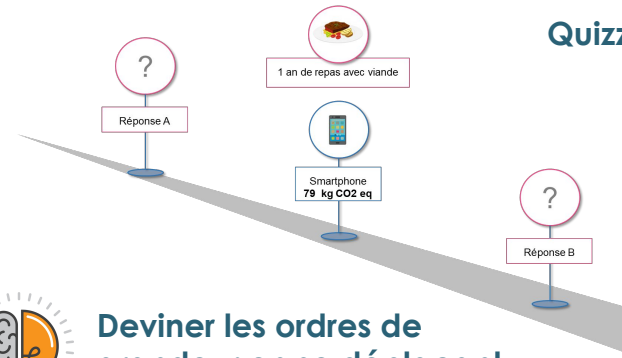 Quizz
?
1 an de repas avec viande
Réponse A
Smartphone
79 kg CO2 eq
?
Réponse B
Deviner les ordres de